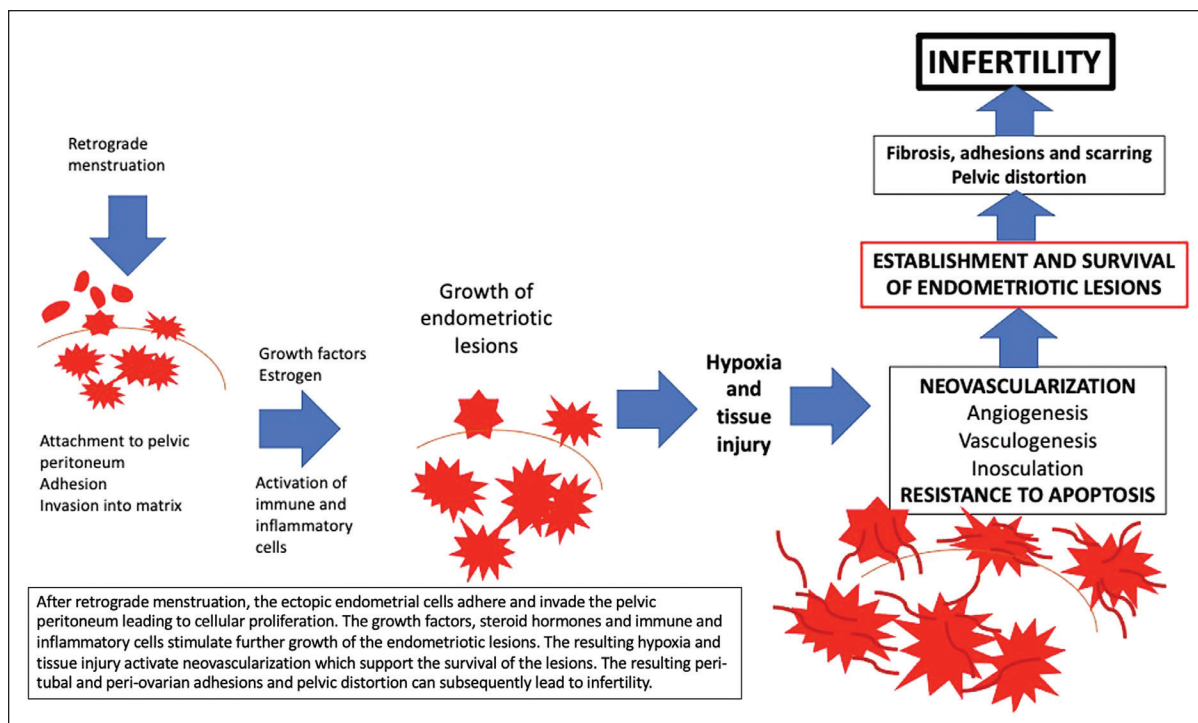 Retrograde
menstruation
Attachment to pelvic
peritoneum
Adhesion
Invasion into matrix
Growth factors
Estrogen
Activation of
immune and
inflammatory
cells
Growth of
endometriotic
lesions
Hypoxia
and
tissue
injury
INFERTILITY
Fibrosis, adhesions and scarring
Pelvic distortion
ESTABLISHMENT AND SURVIVAL
OF ENDOMETRIOTIC LESIONS
NEOVASCULARIZATION
Angiogenesis
Vasculogenesis
Inosculation
RESISTANCE TO APOPTOSIS
After retrograde menstruation, the ectopic endometrial cells adhere and invade the pelvic
peritoneum leading to cellular proliferation. The growth factors, steroid hormones and immune and
inflammatory cells stimulate further growth of the endometriotic lesions. The resulting hypoxia and
tissue injury activate neovascularization which support the survival of the lesions. The resulting peri-
tubal and peri-ovarian adhesions and pelvic distortion can subsequently lead to infertility.